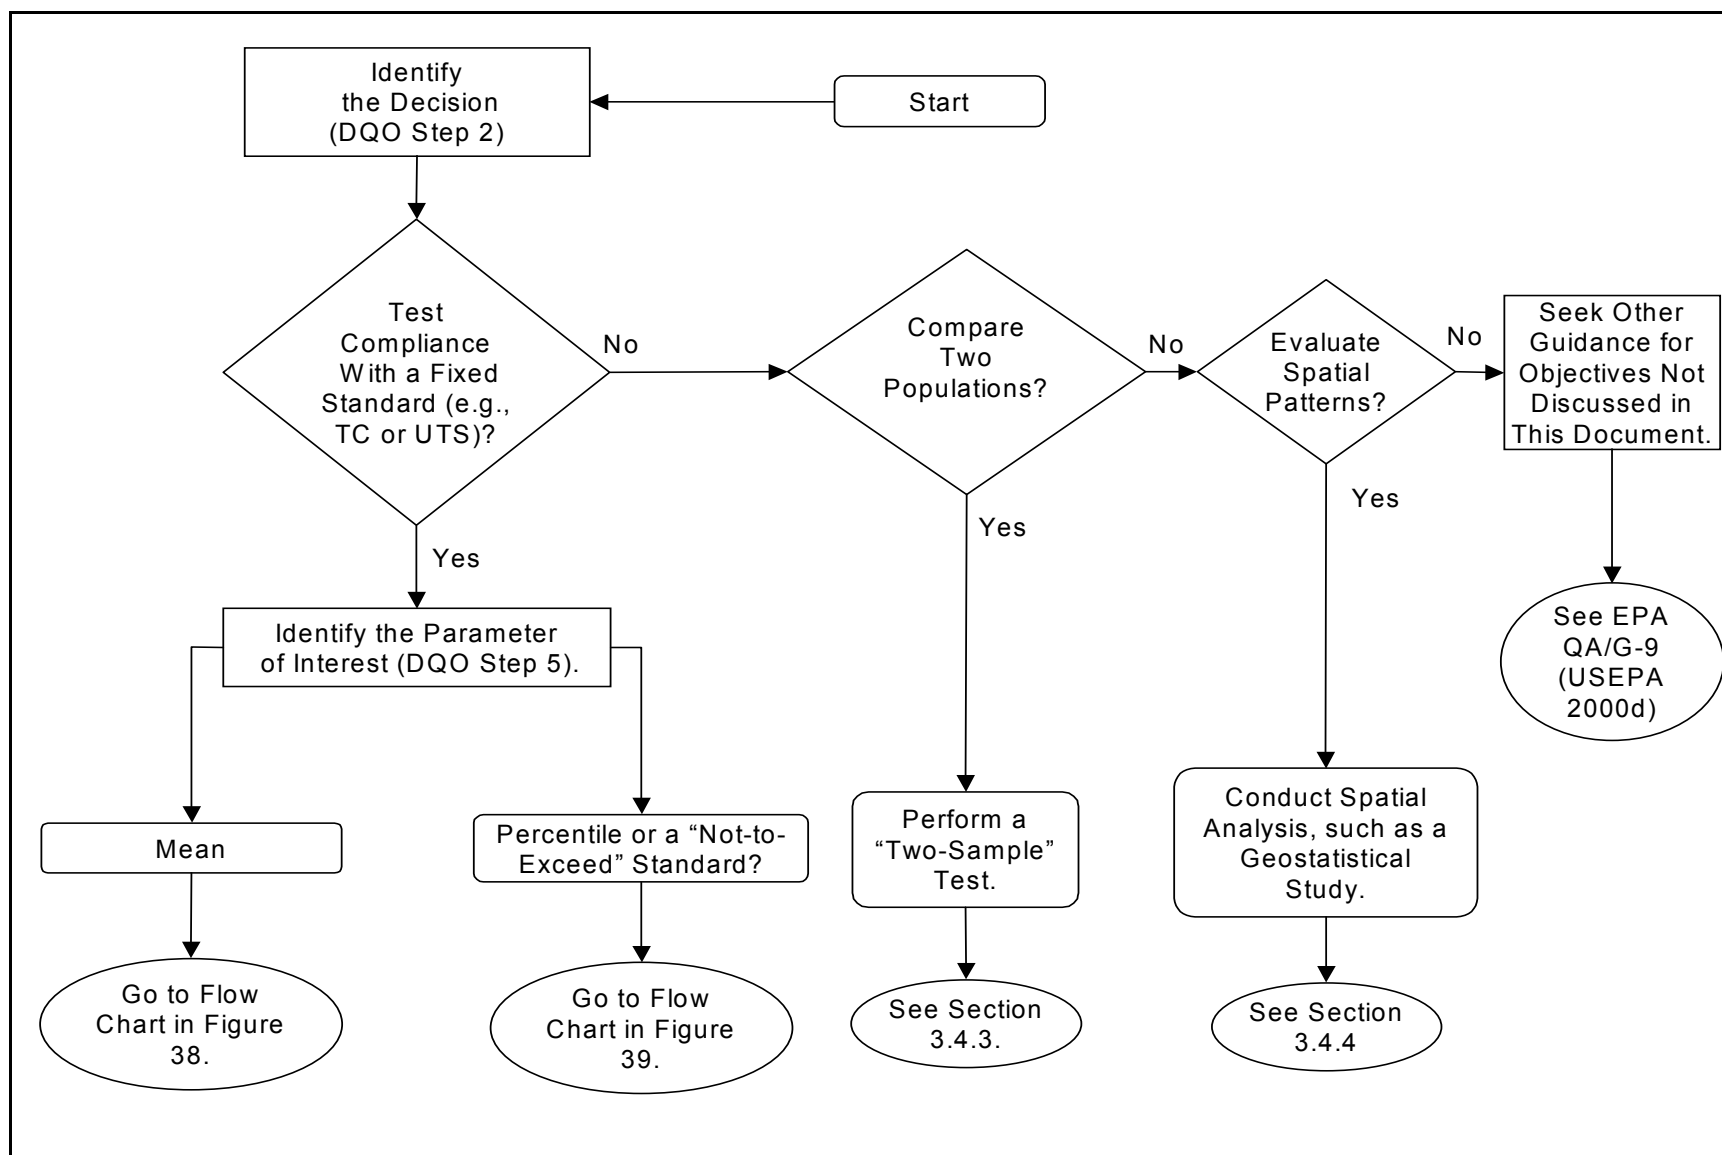 Identify
the Decision
(DQO Step 2)
Start
Test
Compliance
With a Fixed
Standard (e.g.,
TC or UTS)?
No
Compare
Two
Populations?
No
Evaluate
Spatial
Patterns?
No
Seek Other
Guidance for
Objectives Not
Discussed in
This Document.
Yes
Yes
Yes
Identify the Parameter
of Interest (DQO Step 5).
See EPA
QA/G-9
(USEPA
2000d)
Mean
Percentile or a “Not-to-
Exceed” Standard?
Perform a
“Two-Sample”
Test.
Conduct Spatial
Analysis, such as a
Geostatistical
Study.
Go to Flow
Chart in Figure
38.
Go to Flow
Chart in Figure
39.
See Section
3.4.3.
See Section
3.4.4